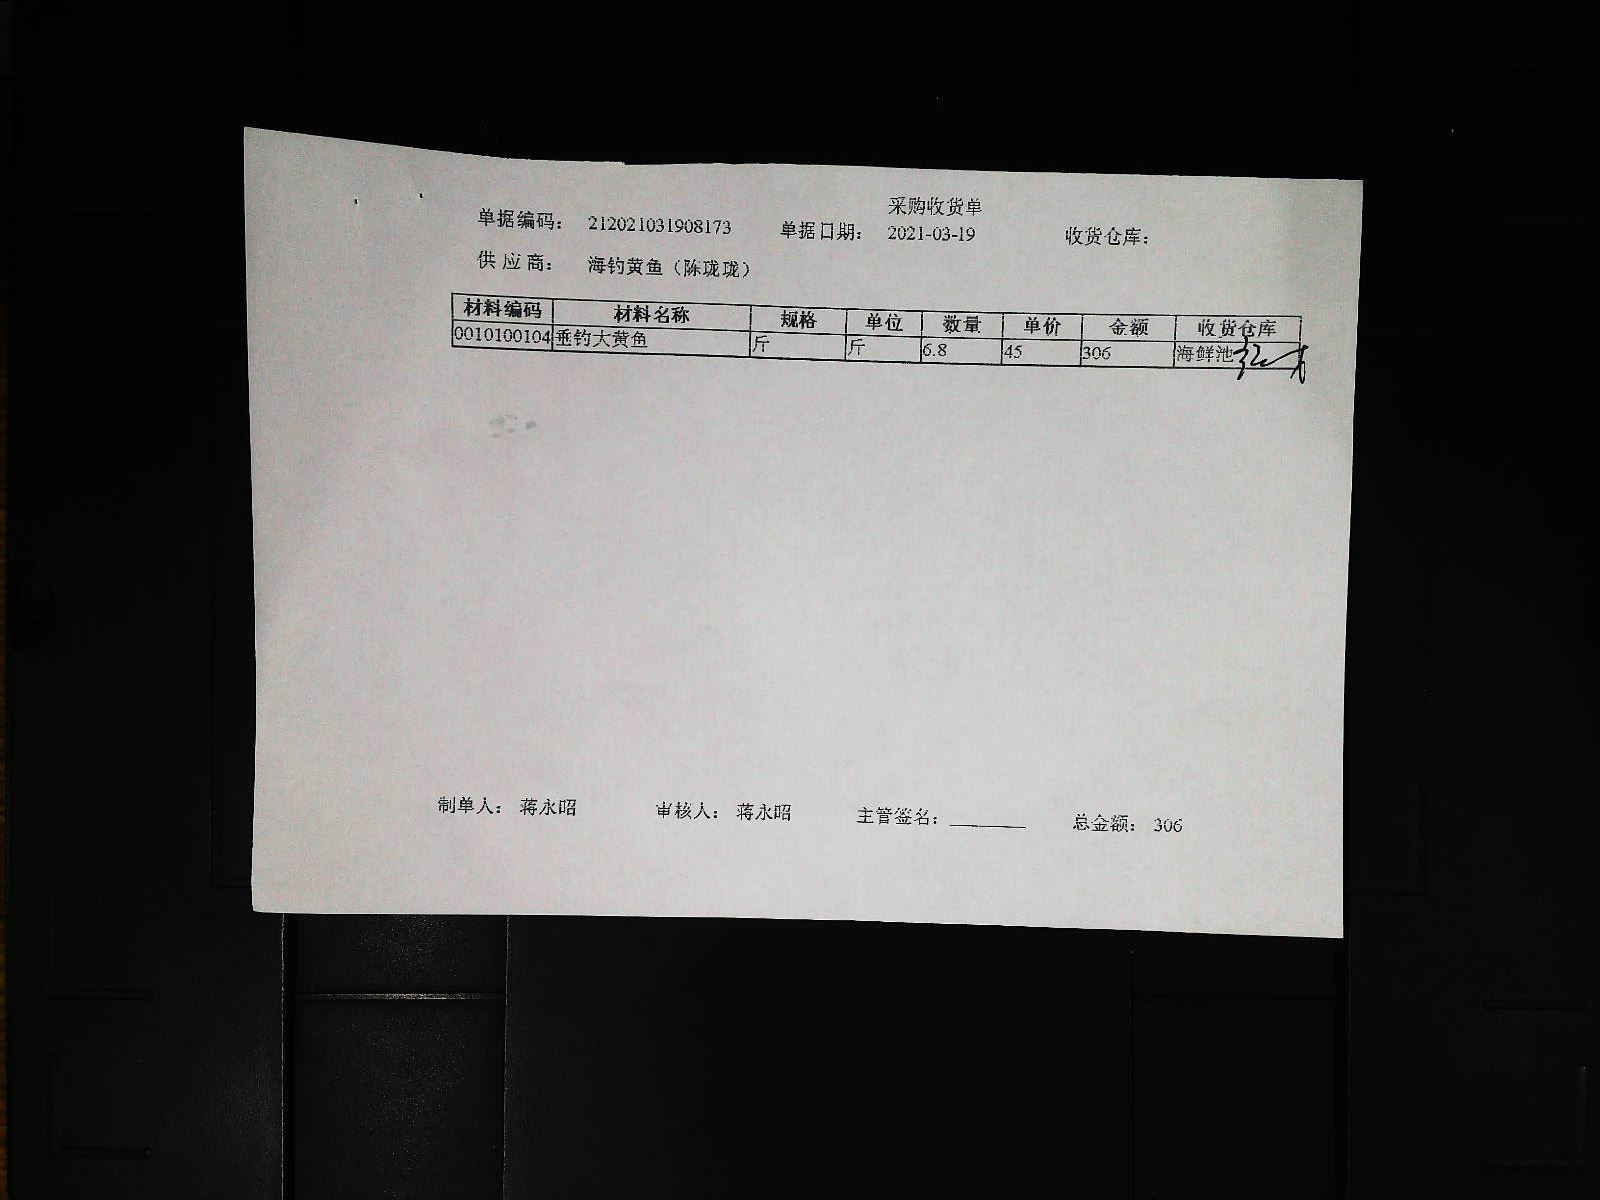 采购收货单
单据编码： 212021031908173 单据日期： 2021-03-19 收货仓库：
供 应 商： 海钓黄鱼（陈珑珑）
材料编码 材料名称 规格 单位 数量 单价 金额 收货仓库
0010100104 垂钓大黄鱼 斤 斤 6.8 45 306 海鲜池
制单人： 蒋永昭 审核人： 蒋永昭 主管签名： 总金额： 306